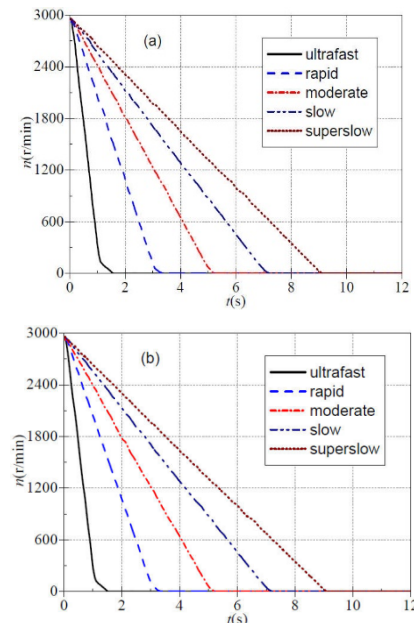 3000
2400
1800
1200
600
0
n(r/min)
(a)
ultrafast
rapid
moderate
slow
superslow
0 2 4 6 8 10 12
t(s)
3000
2400
1800
1200
600
0
n(r/min)
(b)
ultrafast
rapid
moderate
slow
superslow
0 2 4 6 8 10 12
t(s)